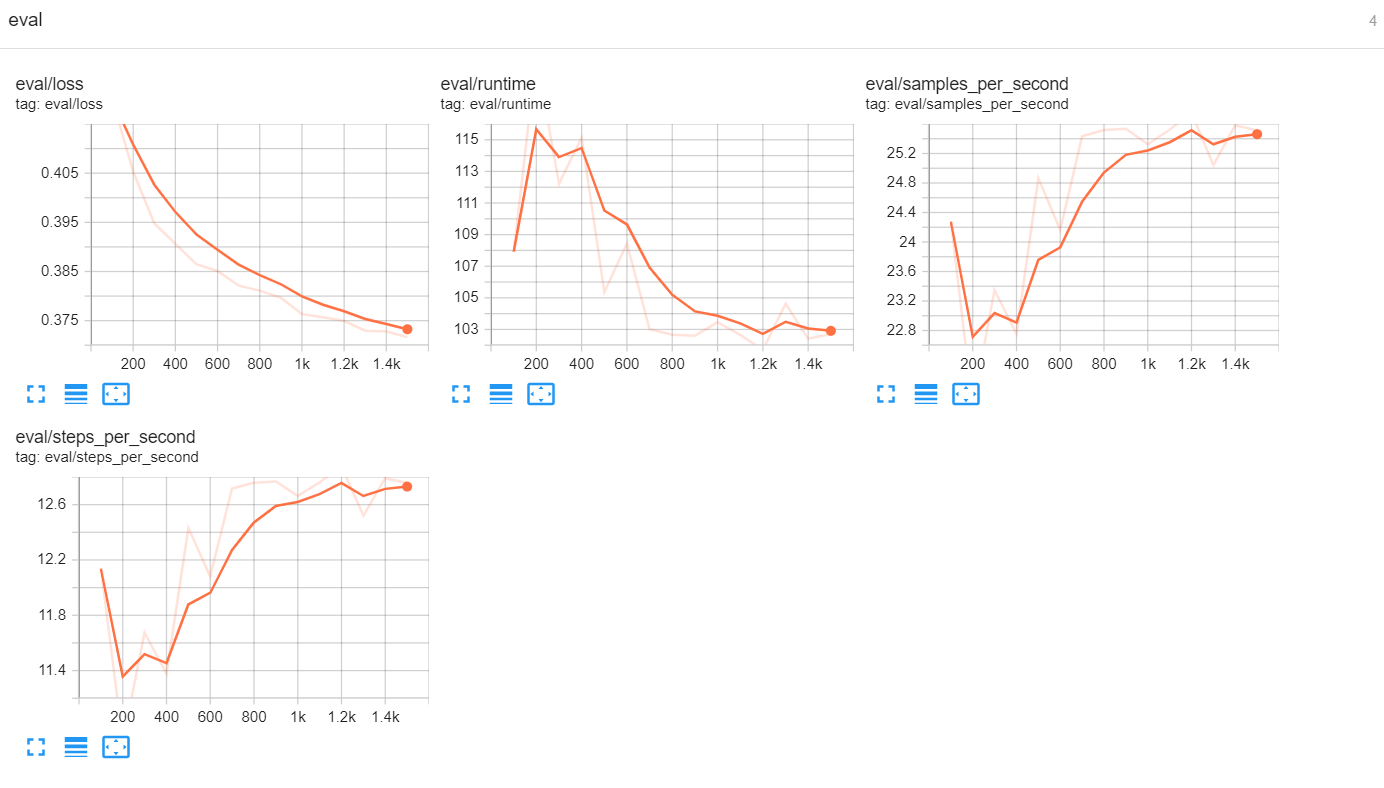 eval
4
eval/loss
tag: eval/loss
0.405
0.395
0.385
0.375
200 400 600 800 1k 1.2k 1.4k
eval/runtime
tag: eval/runtime
115
113
111
109
107
105
103
200 400 600 800 1k 1.2k 1.4k
eval/samples_per_second
tag: eval/samples_per_second
25.2
24.8
24.4
24
23.6
23.2
22.8
200 400 600 800 1k 1.2k 1.4k
eval/steps_per_second
tag: eval/steps_per_second
12.6
12.2
11.8
11.4
200 400 600 800 1k 1.2k 1.4k